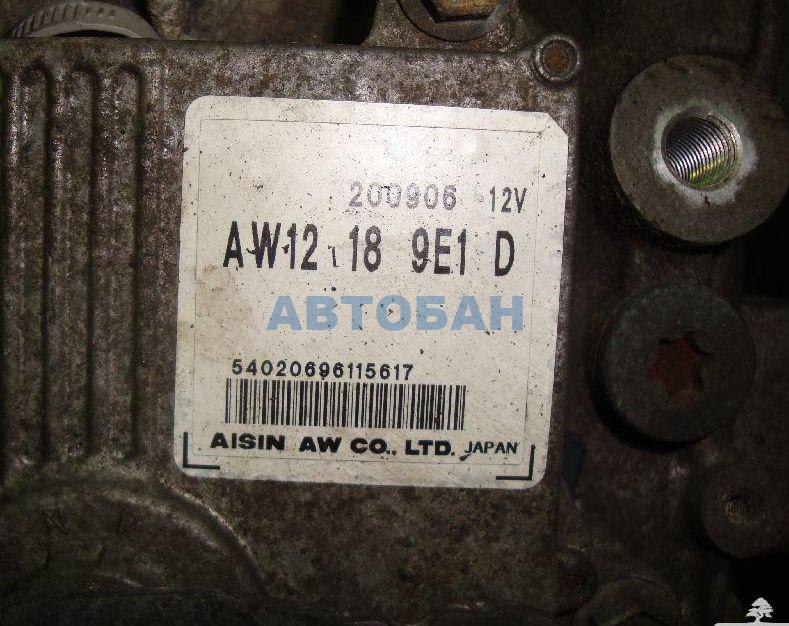 200906 12V
AW12 18 9E1 D
АВТОБАН
54020696115617
AISIN AW CO., LTD. JAPAN